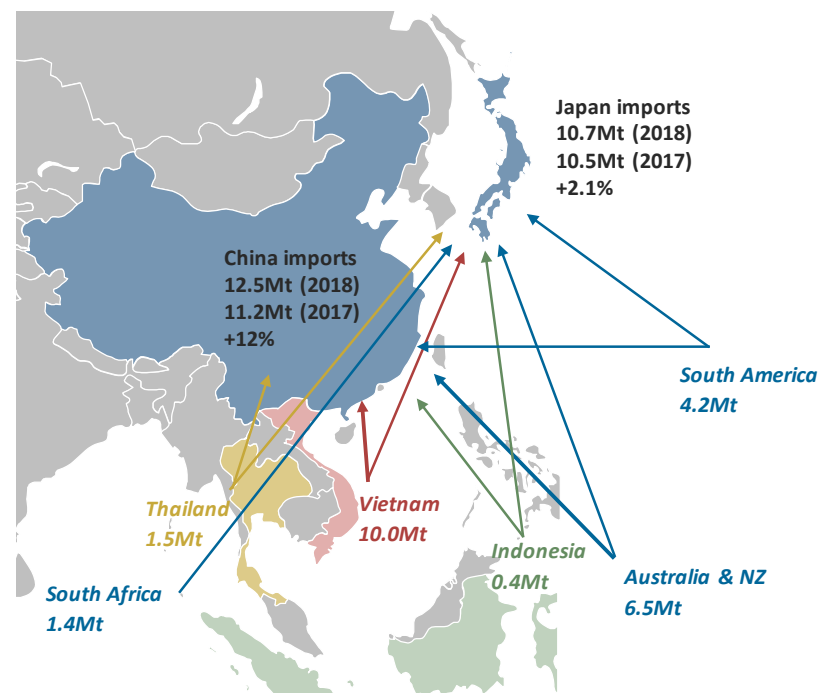 Japan imports
10.7Mt (2018)
10.5Mt (2017)
+2.1%
China imports
12.5Mt (2018)
11.2Mt (2017)
+12%
South America
4.2Mt
Thailand
1.5Mt
Vietnam
10.0Mt
Indonesia
0.4Mt
Australia & NZ
6.5Mt
South Africa
1.4Mt